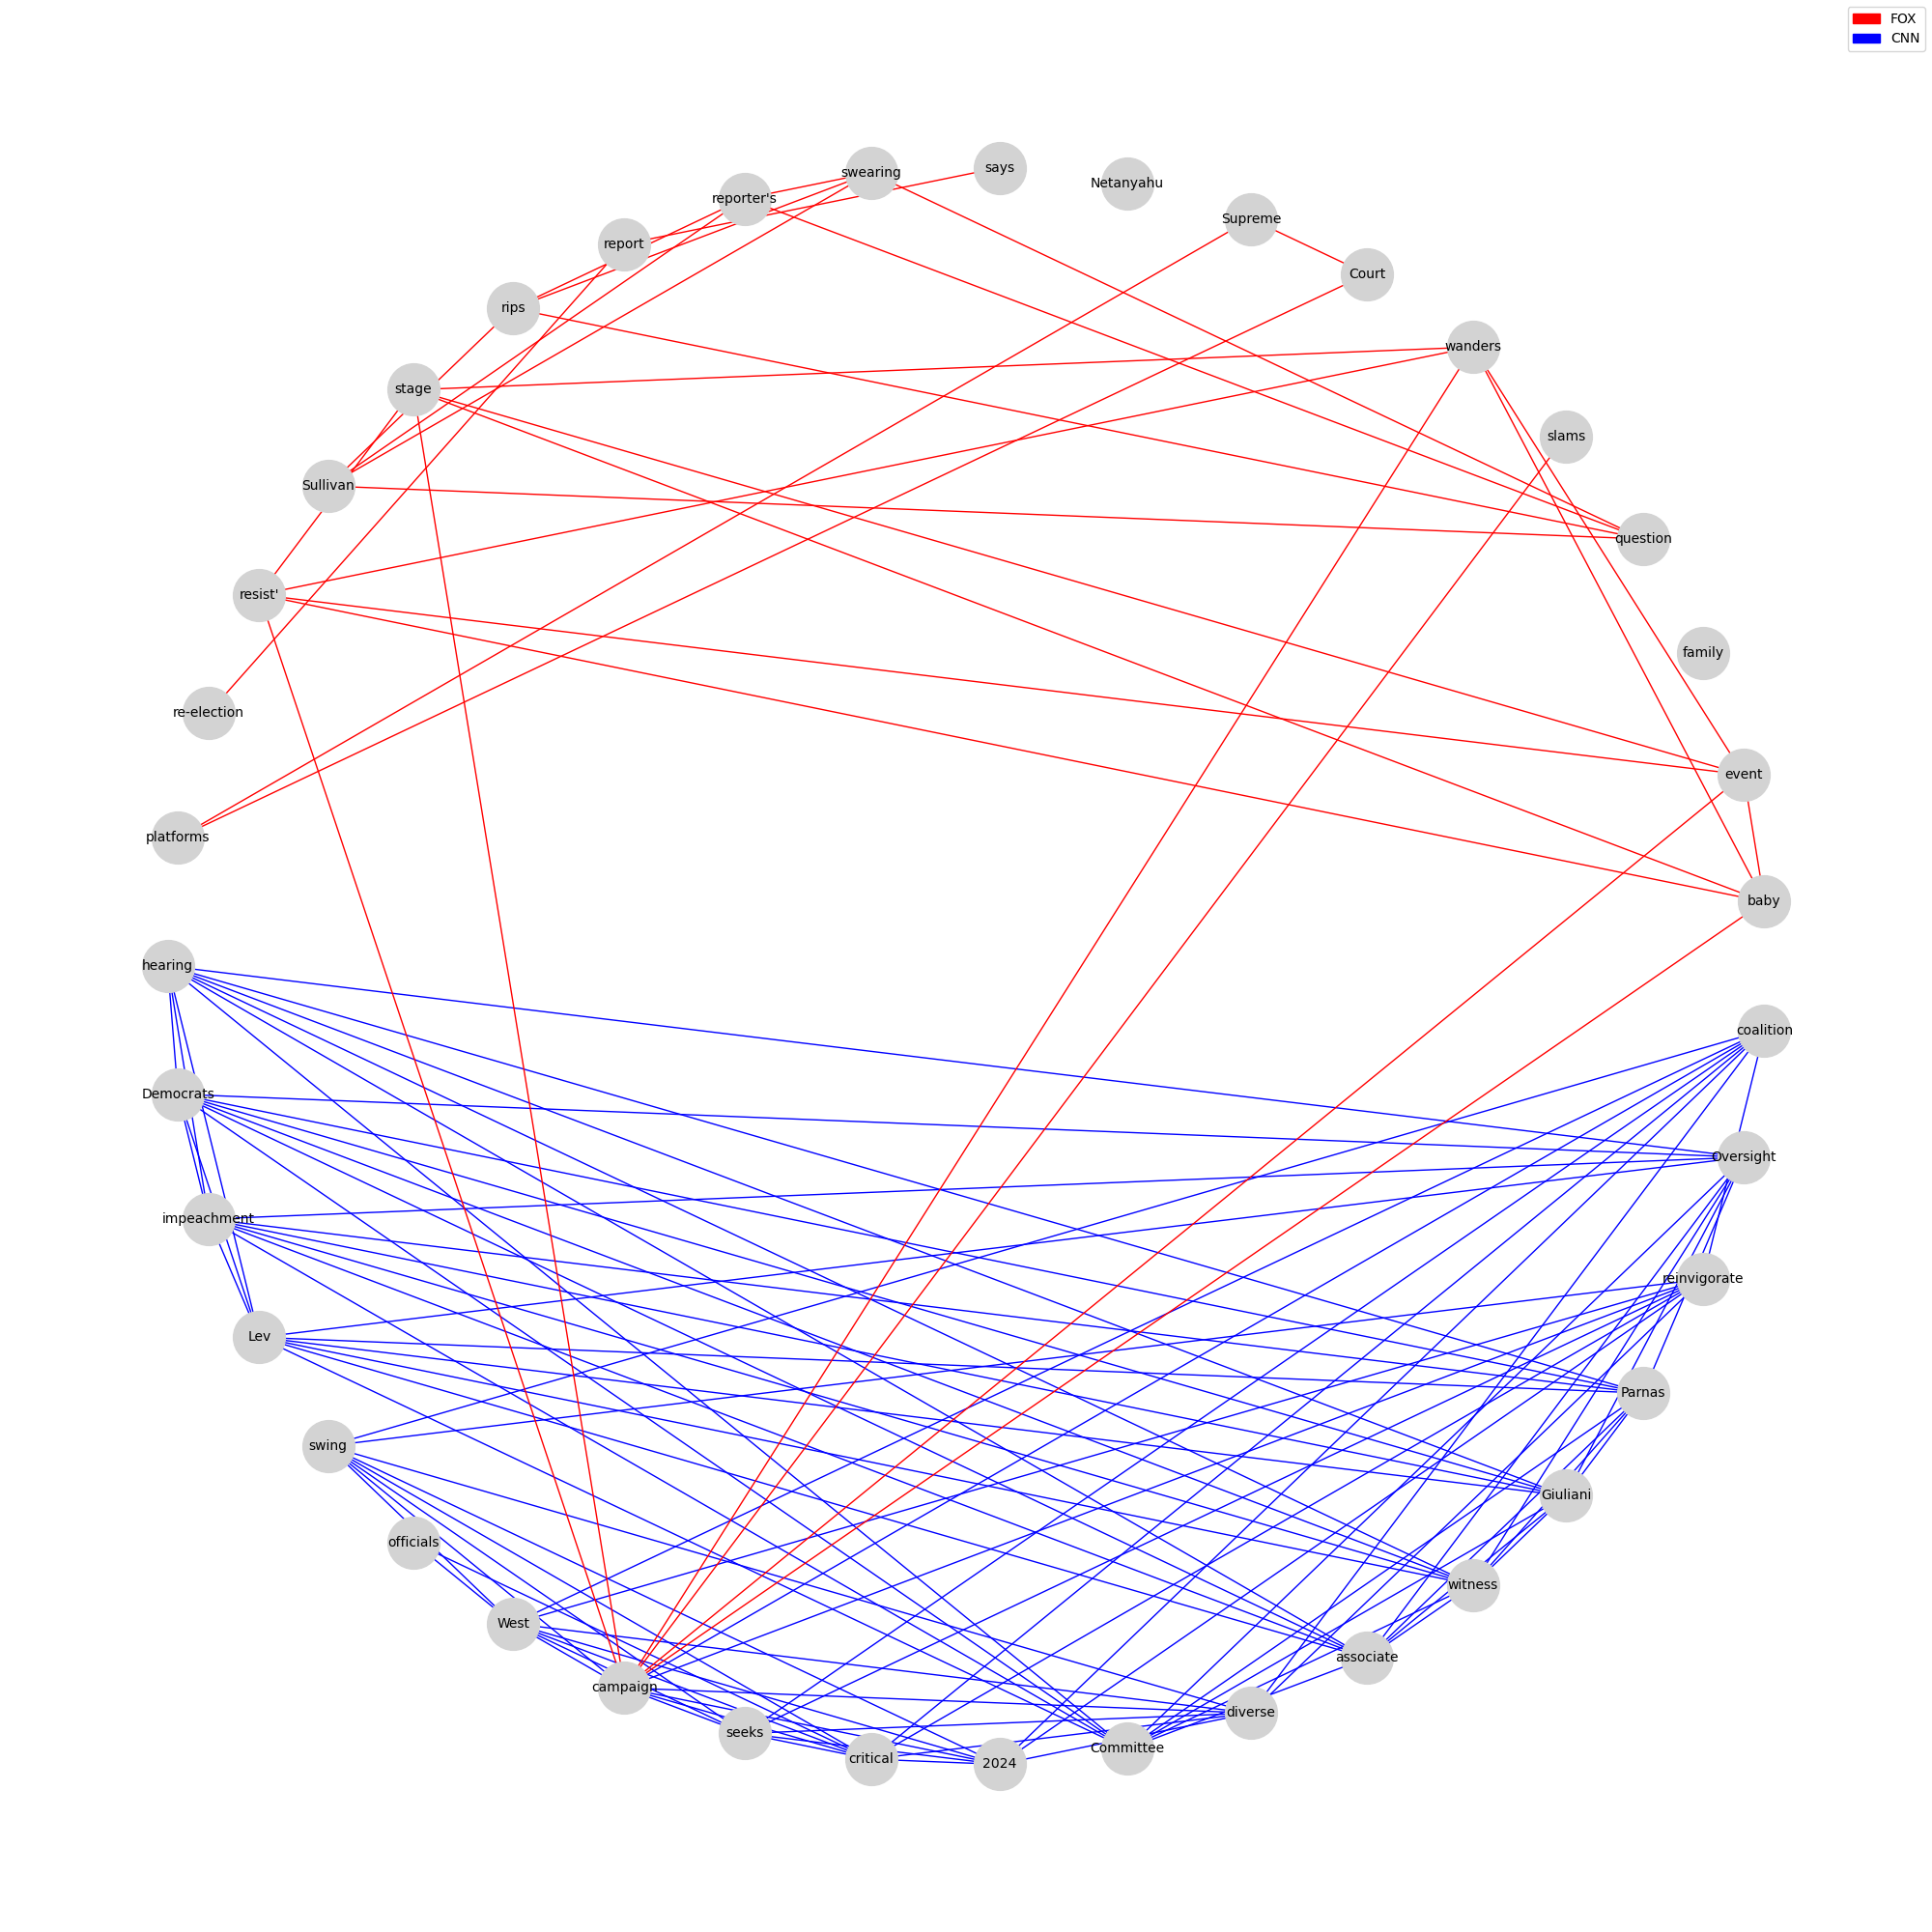 FOX
CNN
says
swearing
Netanyahu
reporter's
Supreme
report
Court
rips
wanders
stage
slams
Sullivan
question
resist'
family
re-election
event
platforms
baby
hearing
coalition
Democrats
Oversight
impeachment
reinvigorate
Lev
Parnas
swing
Giuliani
officials
witness
West
associate
campaign
diverse
seeks
Committee
critical
2024